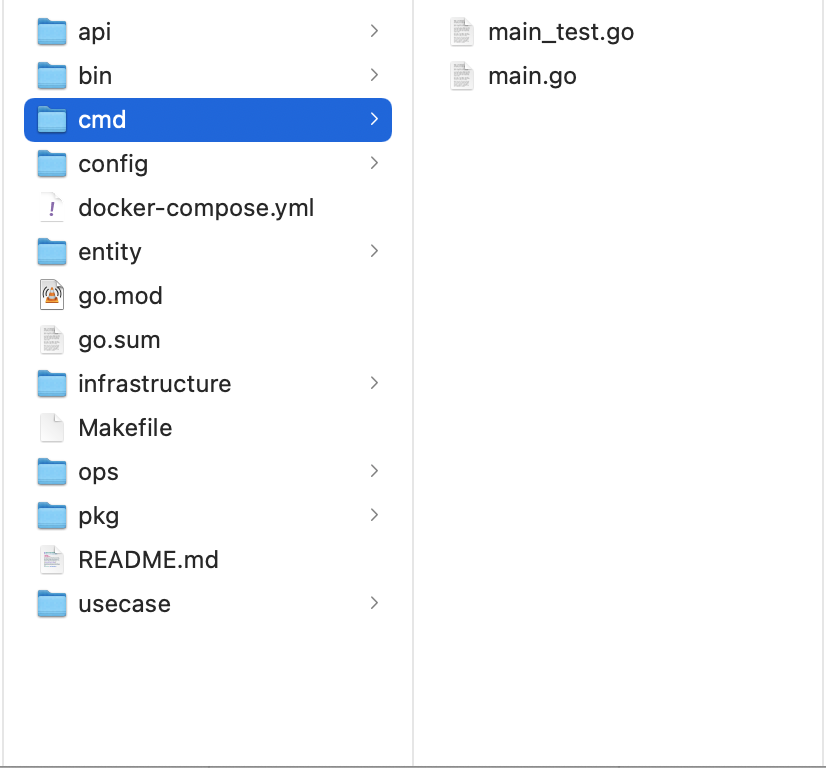 api
bin
cmd
config
docker-compose.yml
entity
go.mod
go.sum
infrastructure
Makefile
ops
pkg
README.md
usecase
main_test.go
main.go